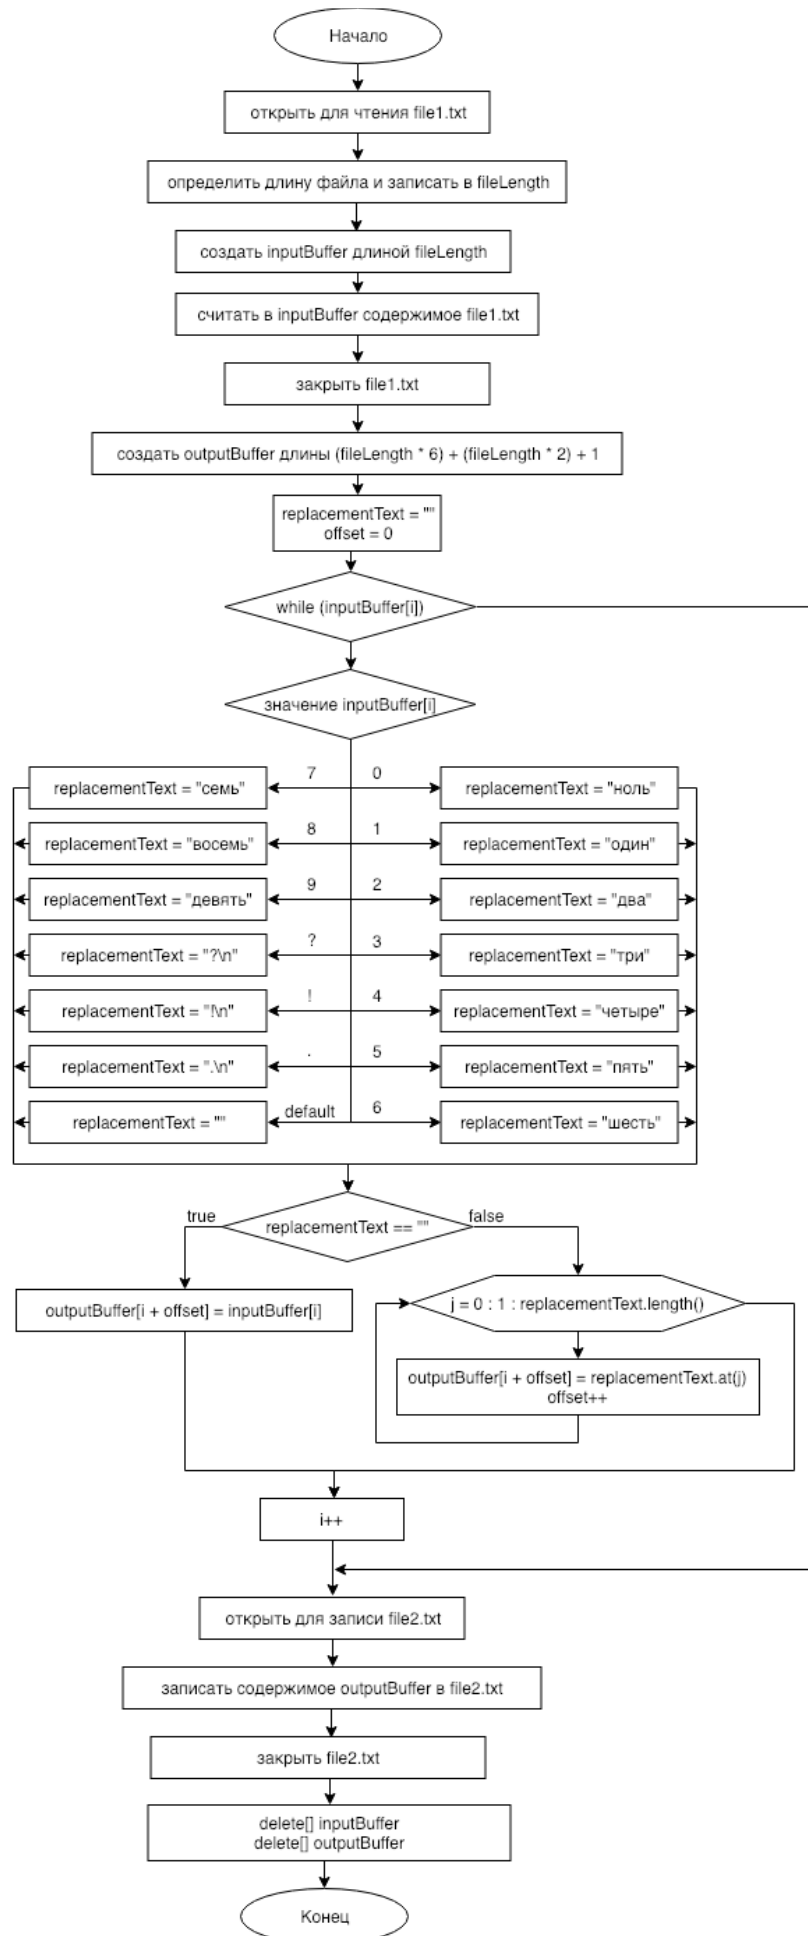 Начало
открыть для чтения file1.txt
определить длину файла и записать в fileLength
создать inputBuffer длиной fileLength
считать в inputBuffer содержимое file1.txt
закрыть file1.txt
создать outputBuffer длины (fileLength * 6) + (fileLength * 2) + 1
replacementText = ""
offset = 0
while (inputBuffer[i])
значение inputBuffer[i]
replacementText = "семь"
7
0
replacementText = "ноль"
replacementText = "восемь"
8
1
replacementText = "один"
replacementText = "девять"
9
2
replacementText = "два"
replacementText = "?\n"
?
3
replacementText = "три"
replacementText = "!\n"
!
4
replacementText = "четыре"
replacementText = ".\n"
.
5
replacementText = "пять"
replacementText = ""
default
6
replacementText = "шесть"
true
replacementText == ""
false
outputBuffer[i + offset] = inputBuffer[i]
j = 0 : 1 : replacementText.length()
outputBuffer[i + offset] = replacementText.at(j)
offset++
i++
открыть для записи file2.txt
записать содержимое outputBuffer в file2.txt
закрыть file2.txt
delete[] inputBuffer
delete[] outputBuffer
Конец